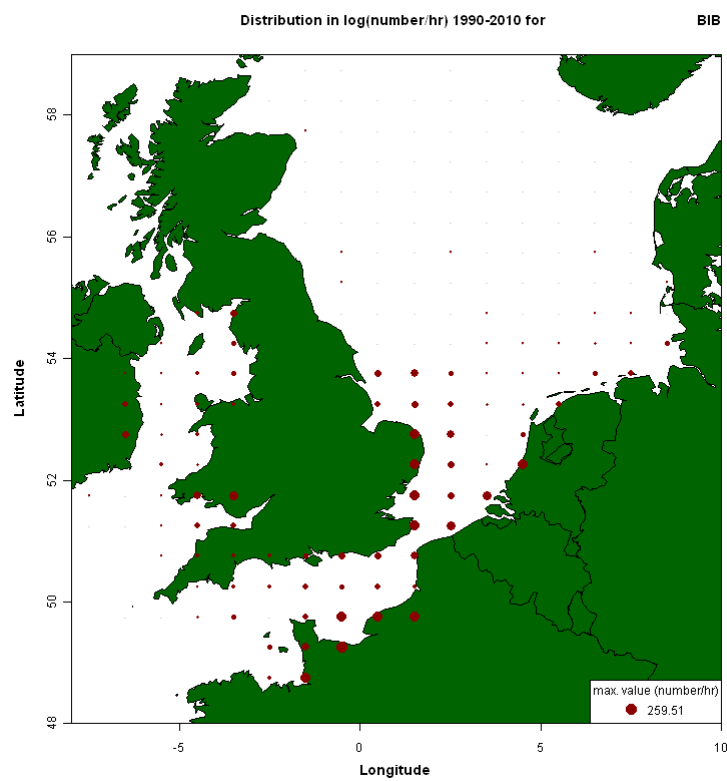 Distribution in log(number/hr) 1990-2010 for BIB
58
56
54
52
50
48
Latitude
max. value (number/hr)
259.51
-5 0 5 10
Longitude